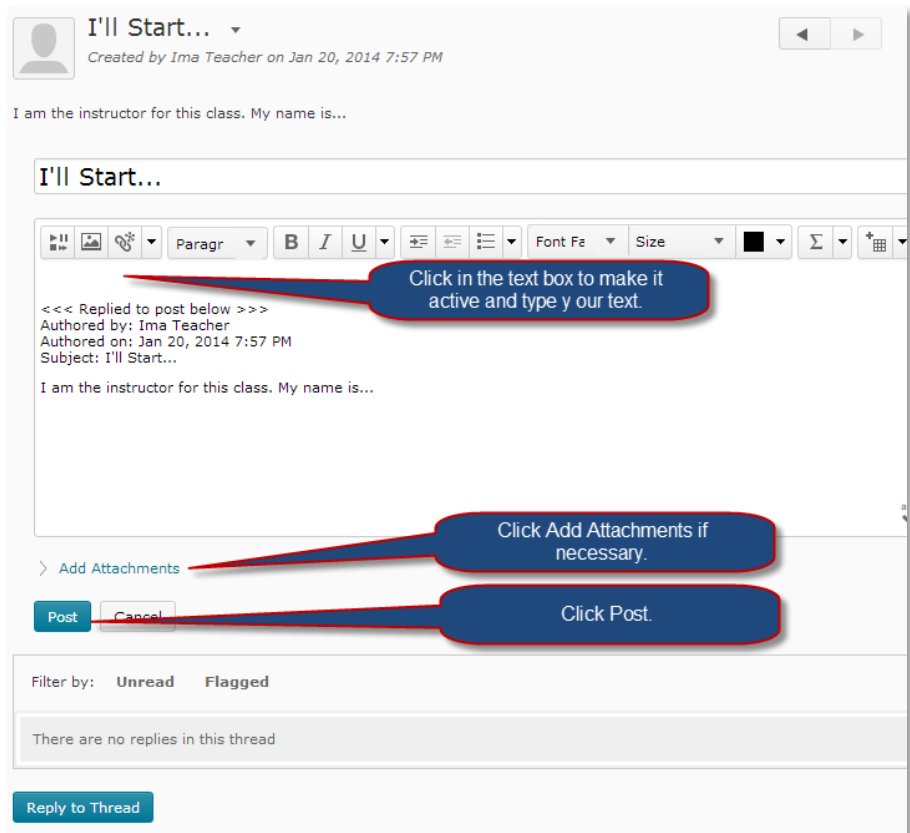 I'll Start...
Created by Ima Teacher on Jan 20, 2014 7:57 PM
I am the instructor for this class. My name is...
I'll Start...
Paragr B I U Font Fa Size Σ
Click in the text box to make it
active and type y our text.
<<< Replied to post below >>>
Authored by: Ima Teacher
Authored on: Jan 20, 2014 7:57 PM
Subject: I'll Start...
I am the instructor for this class. My name is...
Click Add Attachments if
necessary.
Add Attachments
Click Post.
Post Cancel
Filter by: Unread Flagged
There are no replies in this thread
Reply to Thread